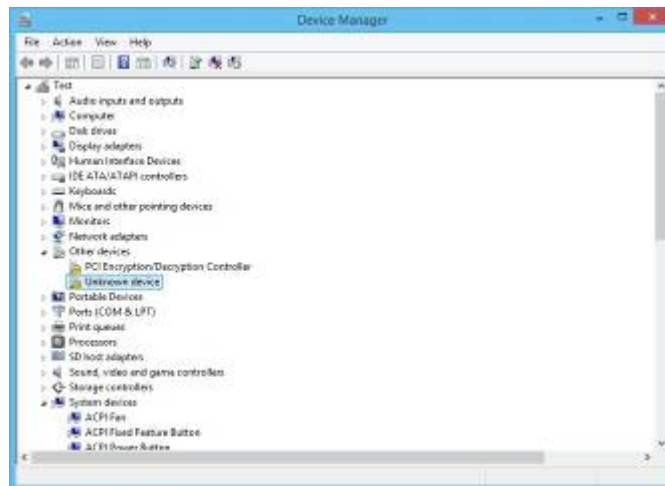 Device Manager
File Action View Help
Test
Audio inputs and outputs
Computer
Disk drives
Display adapters
Human Interface Devices
IDE ATA/ATAPI controllers
Keyboards
Mice and other pointing devices
Monitors
Network adapters
Other devices
PCI Encryption/Decryption Controller
Unknown device
Portable Devices
Ports (COM & LPT)
Print queues
Processors
SD host adapters
Sound, video and game controllers
Storage controllers
System devices
ACPI Fan
ACPI Fixed Feature Button
ACPI Power Button